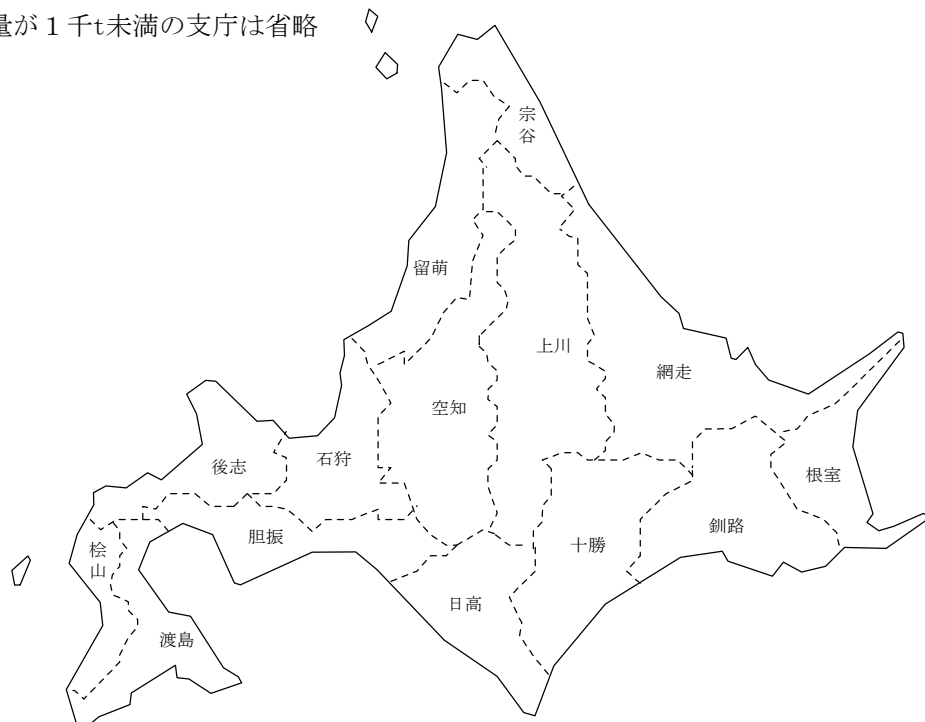 量が１千t未満の支庁は省略
宗谷
留萌
上川
網走
空知
石狩
後志
根室
釧路
胆振
十勝
桧山
日高
渡島